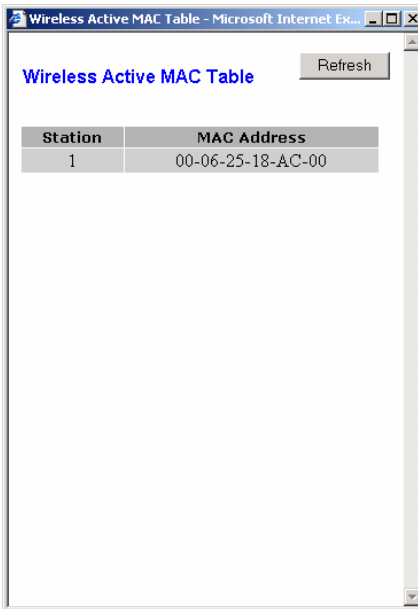 Wireless Active MAC Table - Microsoft Internet Ex...
Refresh
Wireless Active MAC Table
Station MAC Address
1 00-06-25-18-AC-00